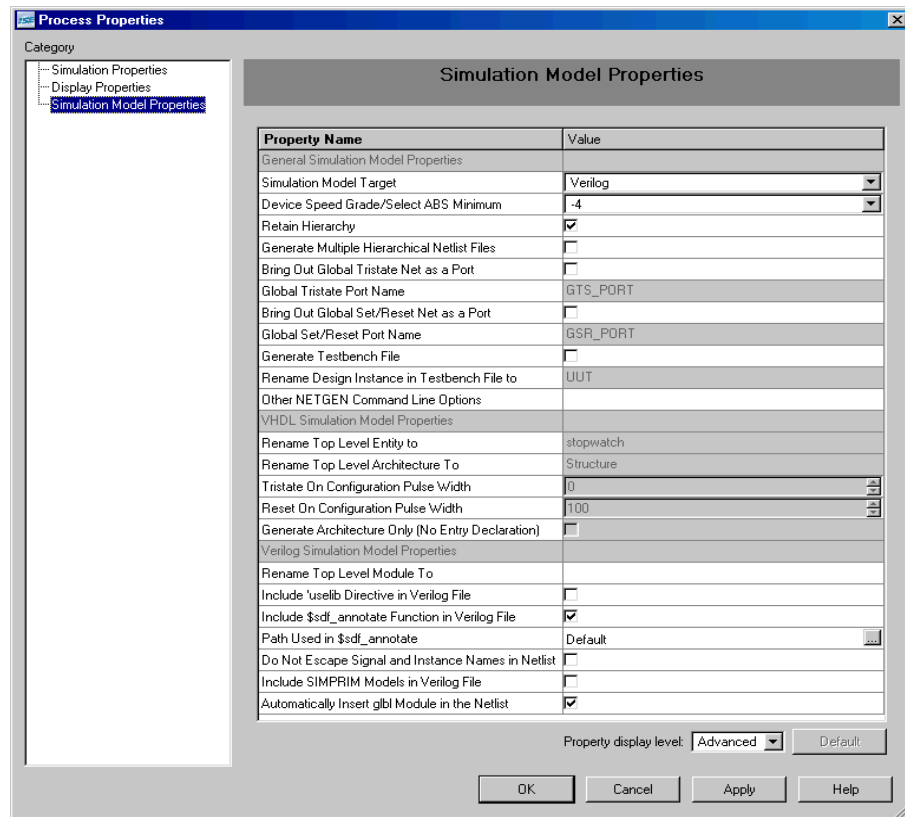 ISE Process Properties
Category
Simulation Properties
Display Properties
Simulation Model Properties
Simulation Model Properties
Property Name Value
General Simulation Model Properties
Simulation Model Target Verilog
Device Speed Grade/Select ABS Minimum -4
Retain Hierarchy
Generate Multiple Hierarchical Netlist Files
Bring Out Global Tristate Net as a Port
Global Tristate Port Name GTS_PORT
Bring Out Global Set/Reset Net as a Port
Global Set/Reset Port Name GSR_PORT
Generate Testbench File
Rename Design Instance in Testbench File to UUT
Other NETGEN Command Line Options
VHDL Simulation Model Properties
Rename Top Level Entity to stopwatch
Rename Top Level Architecture To Structure
Tristate On Configuration Pulse Width 0
Reset On Configuration Pulse Width 100
Generate Architecture Only (No Entry Declaration)
Verilog Simulation Model Properties
Rename Top Level Module To
Include 'uselib Directive in Verilog File
Include $sdf_annotate Function in Verilog File
Path Used in $sdf_annotate Default ...
Do Not Escape Signal and Instance Names in Netlist
Include SIMPRIM Models in Verilog File
Automatically Insert glbl Module in the Netlist
Property display level: Advanced Default
OK Cancel Apply Help